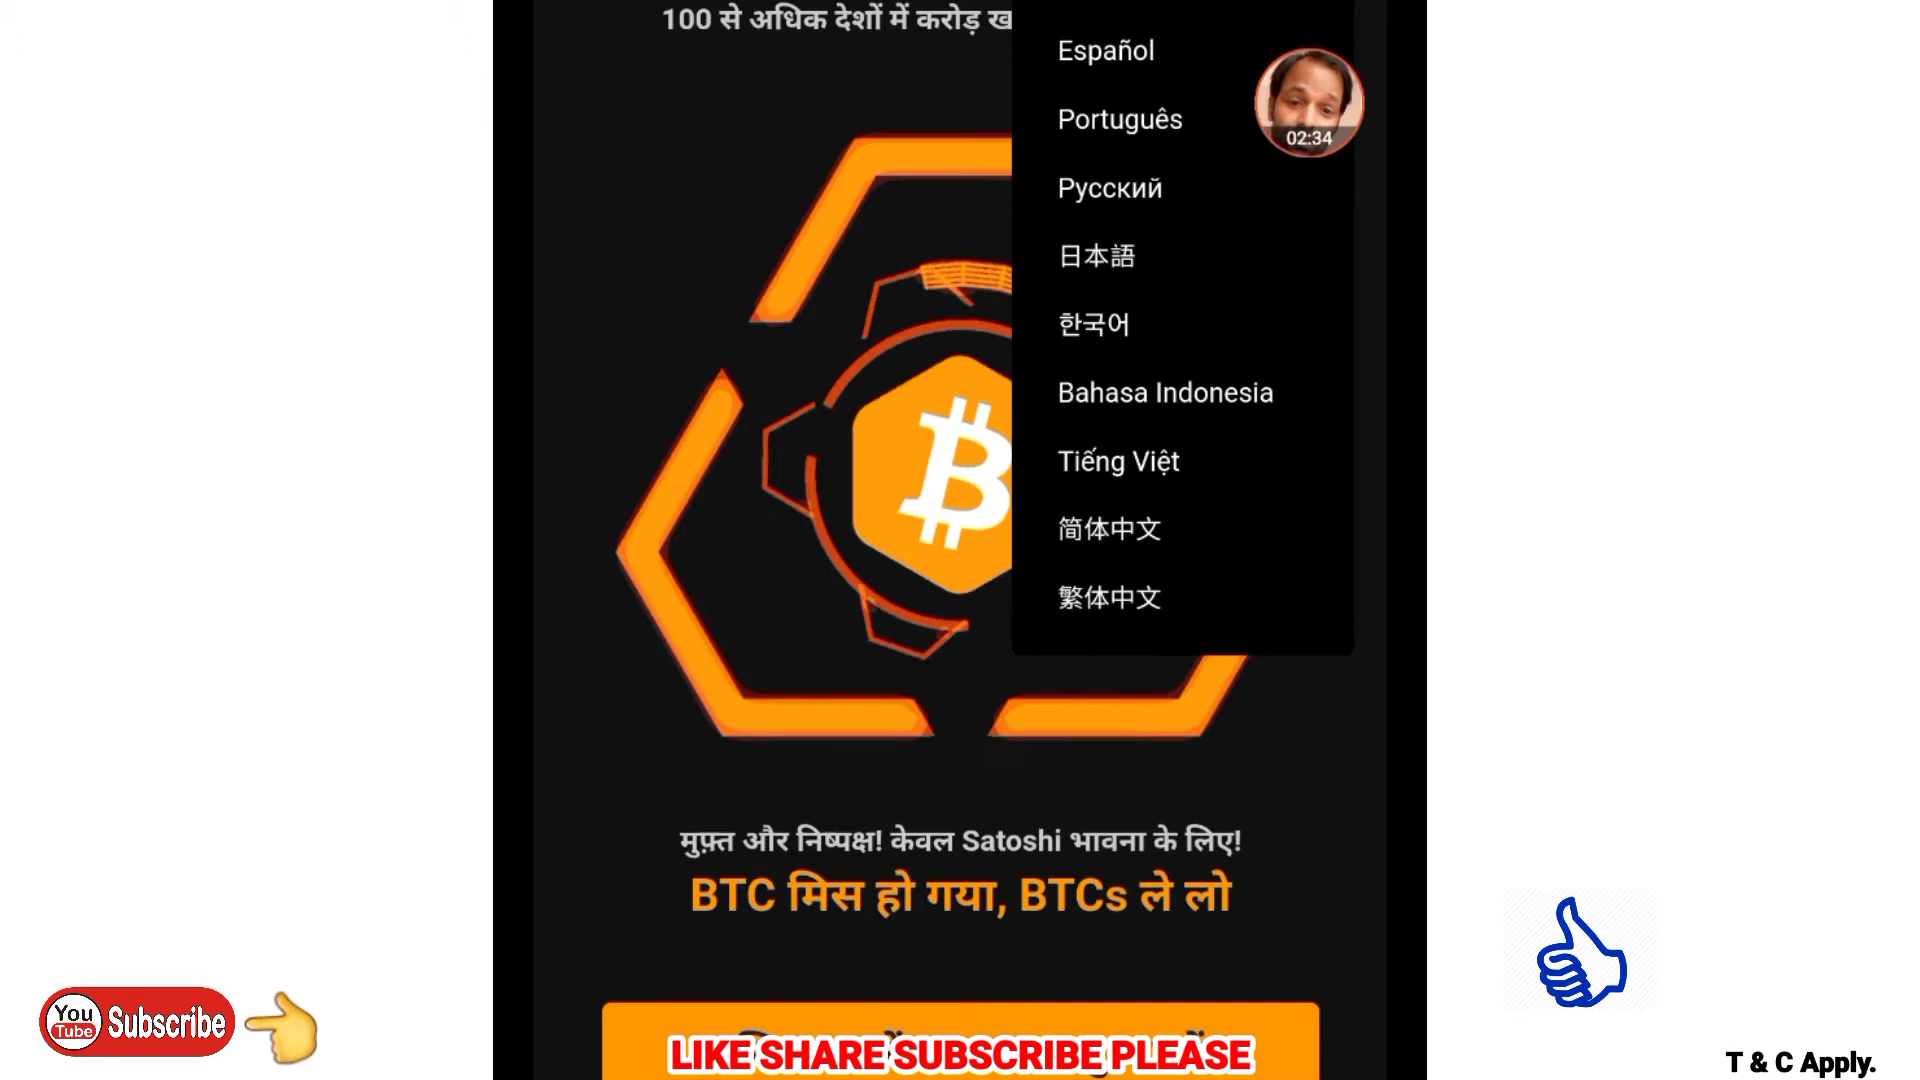 100 से अधिक देशों में करोड़
Español
Português
02:34
Русский
日本語
한국어
Bahasa Indonesia
Tiếng Việt
简体中文
繁体中文
मुफ़्त और निष्पक्ष! केवल Satoshi भावना के लिए!
BTC मिस हो गया, BTCs ले लो
You Tube Subscribe
LIKE SHARE SUBSCRIBE PLEASE
T & C Apply.